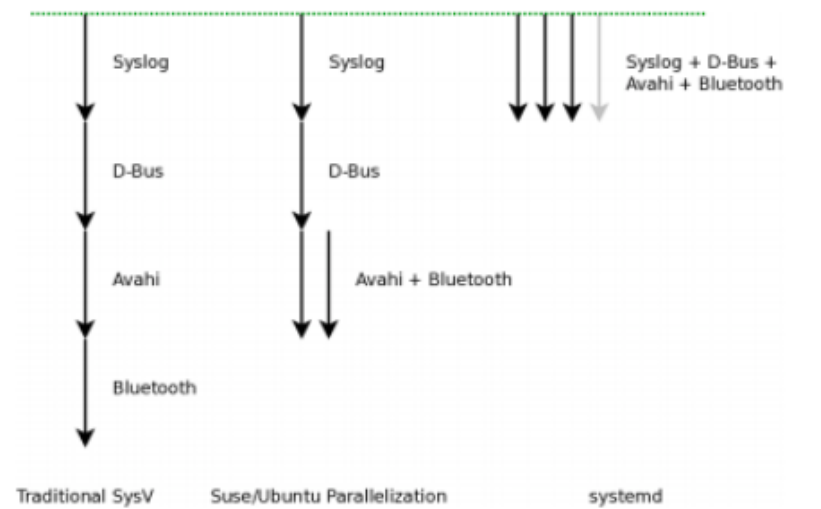 Syslog
D-Bus
Avahi
Bluetooth
Traditional SysV
Syslog
D-Bus
Avahi + Bluetooth
Suse/Ubuntu Parallelization
Syslog + D-Bus +
Avahi + Bluetooth
systemd